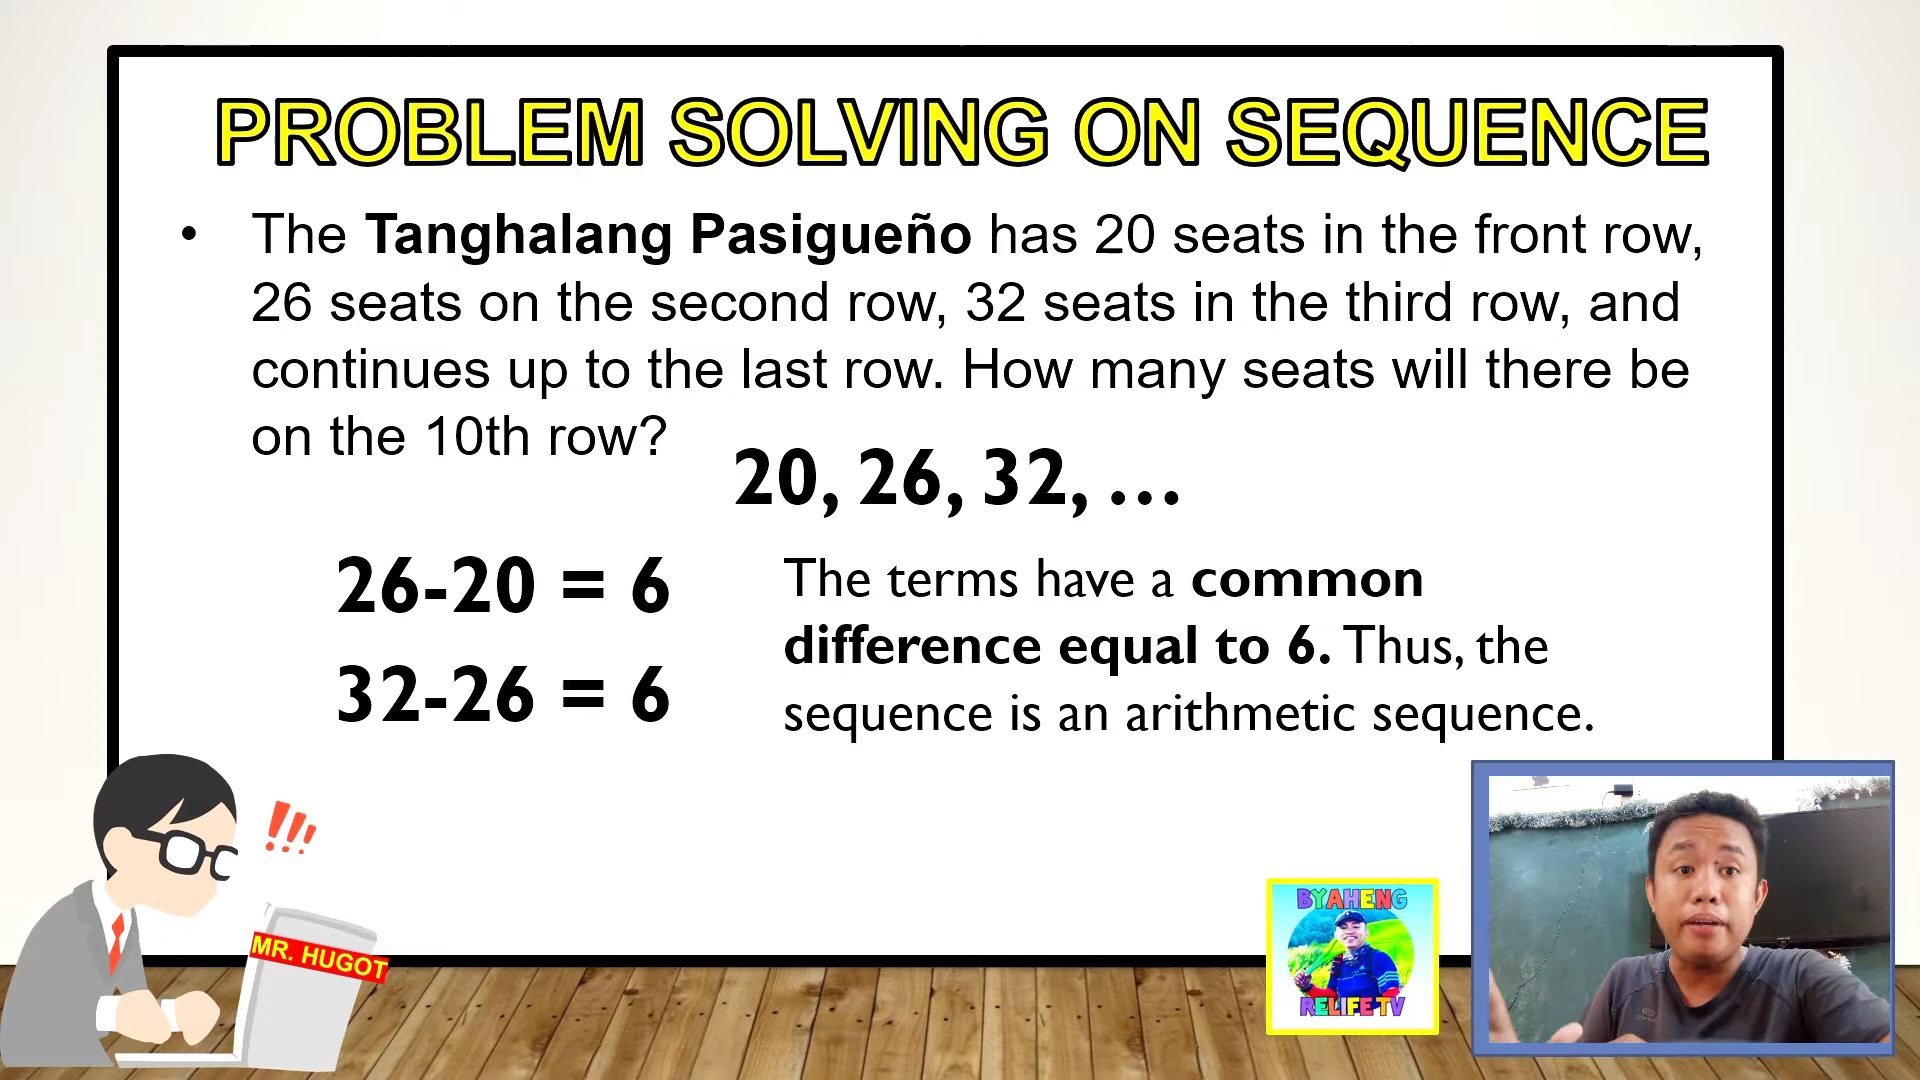 PROBLEM SOLVING ON SEQUENCE
• The Tanghalang Pasigueño has 20 seats in the front row,
26 seats on the second row, 32 seats in the third row, and
continues up to the last row. How many seats will there be
on the 10th row?
20, 26, 32, …
26-20 = 6
32-26 = 6
The terms have a common
difference equal to 6. Thus, the
sequence is an arithmetic sequence.
!!!
MR. HUGOT
BYAHENG
RELIFE TV